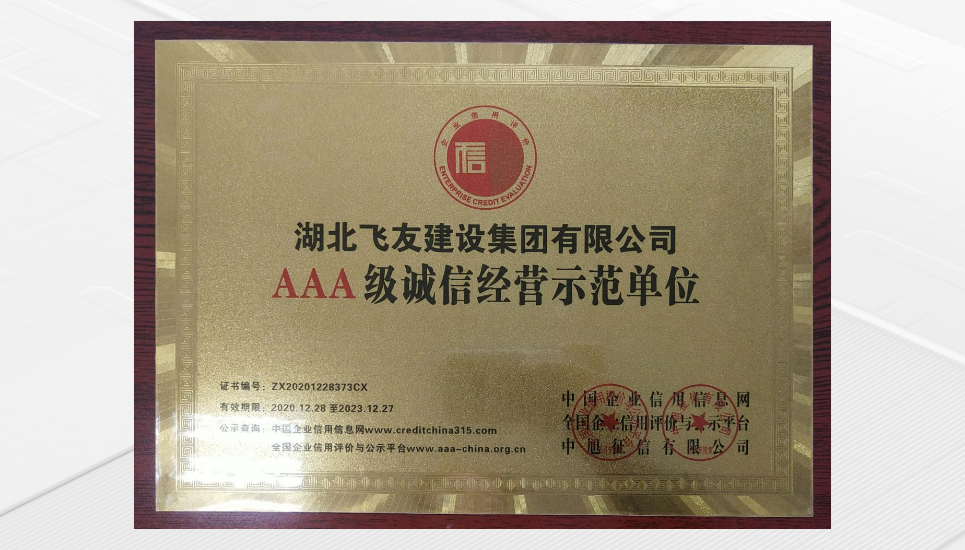 企业信用评价
信
ENTERPRISE CREDIT EVALUATION
湖北飞友建设集团有限公司
AAA级诚信经营示范单位
证书编号：ZX20201228373CX
有效期限：2020.12.28 至2023.12.27
公示查询：中国企业信用信息网www.creditchina315.com
全国企业信用评价与公示平台www.aaa-china.org.cn
中国企业信用信息网
全国企业信用评价与公示平台
中旭征信有限公司